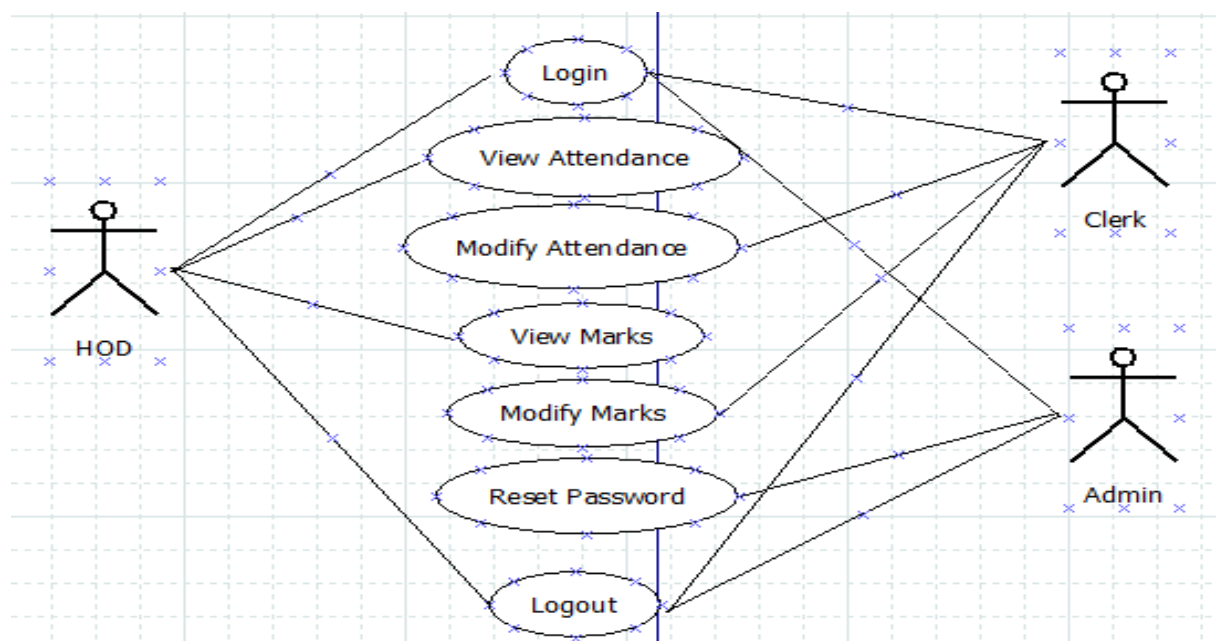 Login
View Attendance
Modify Attendance
View Marks
Modify Marks
Reset Password
Logout
HOD
Clerk
Admin